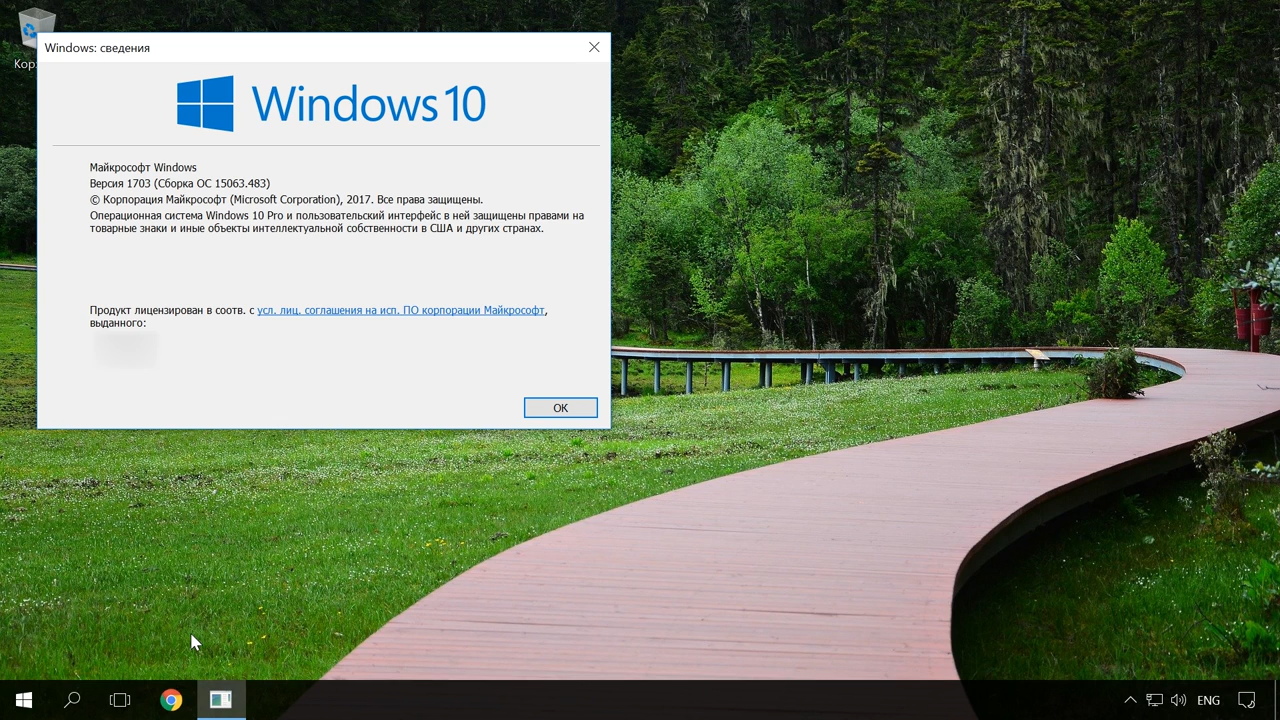 Windows: сведения
Windows 10
Майкрософт Windows
Версия 1703 (Сборка ОС 15063.483)
© Корпорация Майкрософт (Microsoft Corporation), 2017. Все права защищены.
Операционная система Windows 10 Pro и пользовательский интерфейс в ней защищены правами на
товарные знаки и иные объекты интеллектуальной собственности в США и других странах.
Продукт лицензирован в соотв. с усл. лиц. соглашения на исп. ПО корпорации Майкрософт,
выданного:
OK
ENG